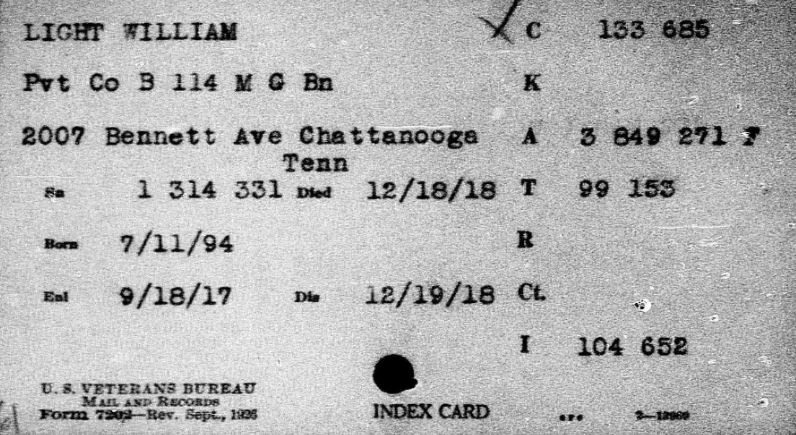 LIGHT WILLIAM C 133 685
Pvt Co B 114 M G Bn K
2007 Bennett Ave Chattanooga A 3 849 271
Tenn
Sn 1 314 331 Died 12/18/18 T 99 153
Born 7/11/94 R
Enl 9/18/17 Dis 12/19/18 Ct.
I 104 652
U. S. VETERANS BUREAU
MAIL AND RECORDS
Form 7202—Rev. Sept., 1926
INDEX CARD